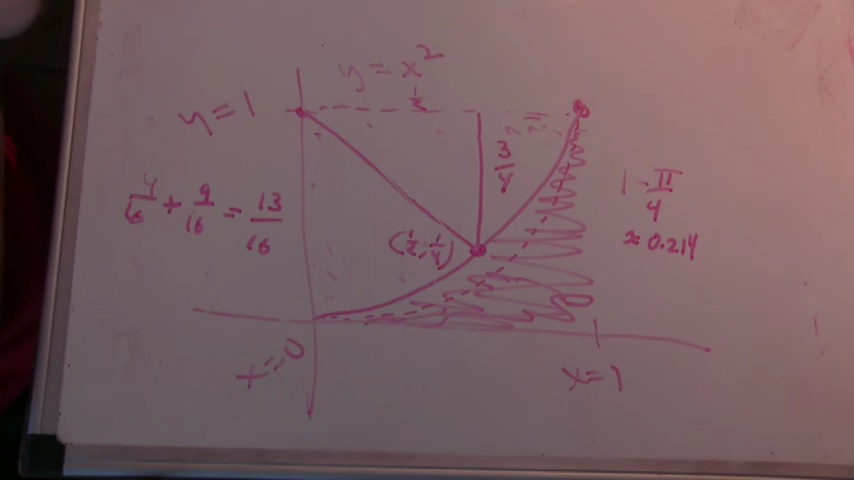 y = x²
1/2
y = 1
3/4
1 - π/4
≈ 0.214
4/16 + 9/16 = 13/16
(1/2, 1/4)
x = 0
x = 1